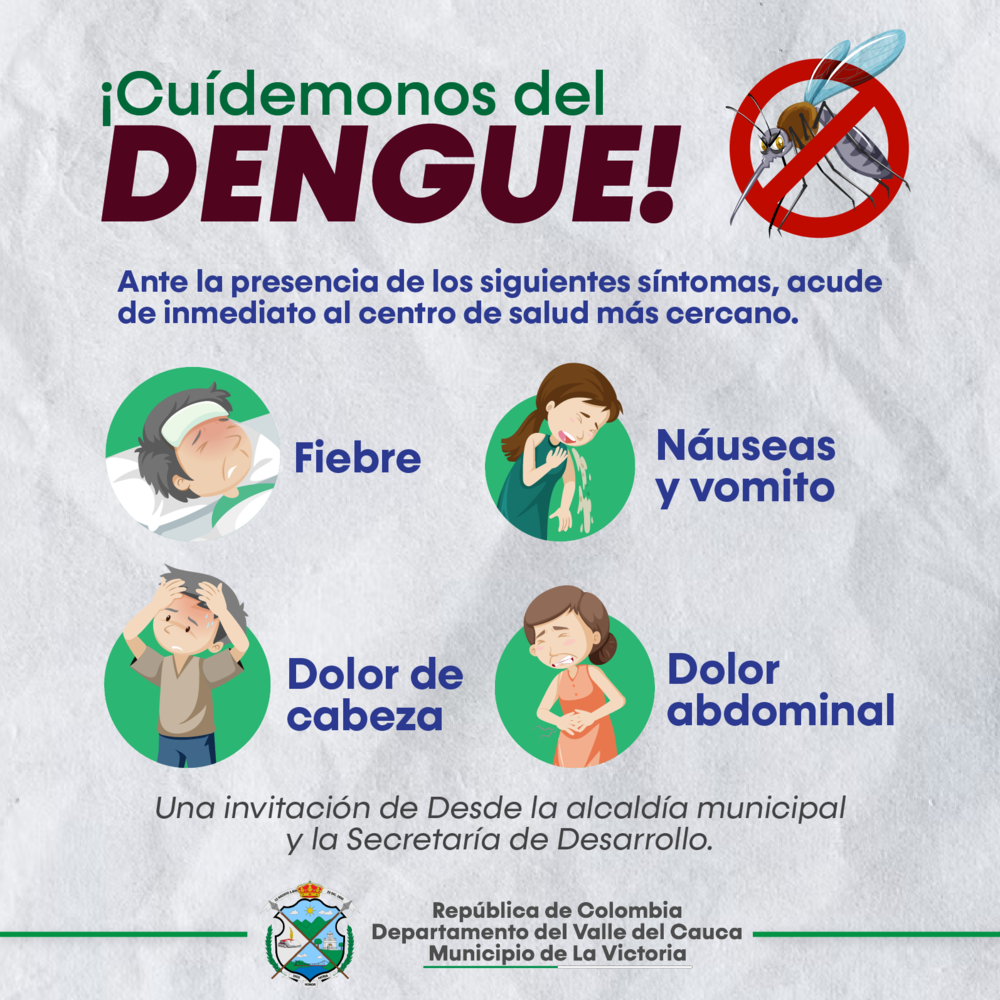 ¡Cuídemonos del
DENGUE!
Ante la presencia de los siguientes síntomas, acude
de inmediato al centro de salud más cercano.
Fiebre
Náuseas
y vomito
Dolor de
cabeza
Dolor
abdominal
Una invitación de Desde la alcaldía municipal
y la Secretaría de Desarrollo.
República de Colombia
Departamento del Valle del Cauca
Municipio de La Victoria